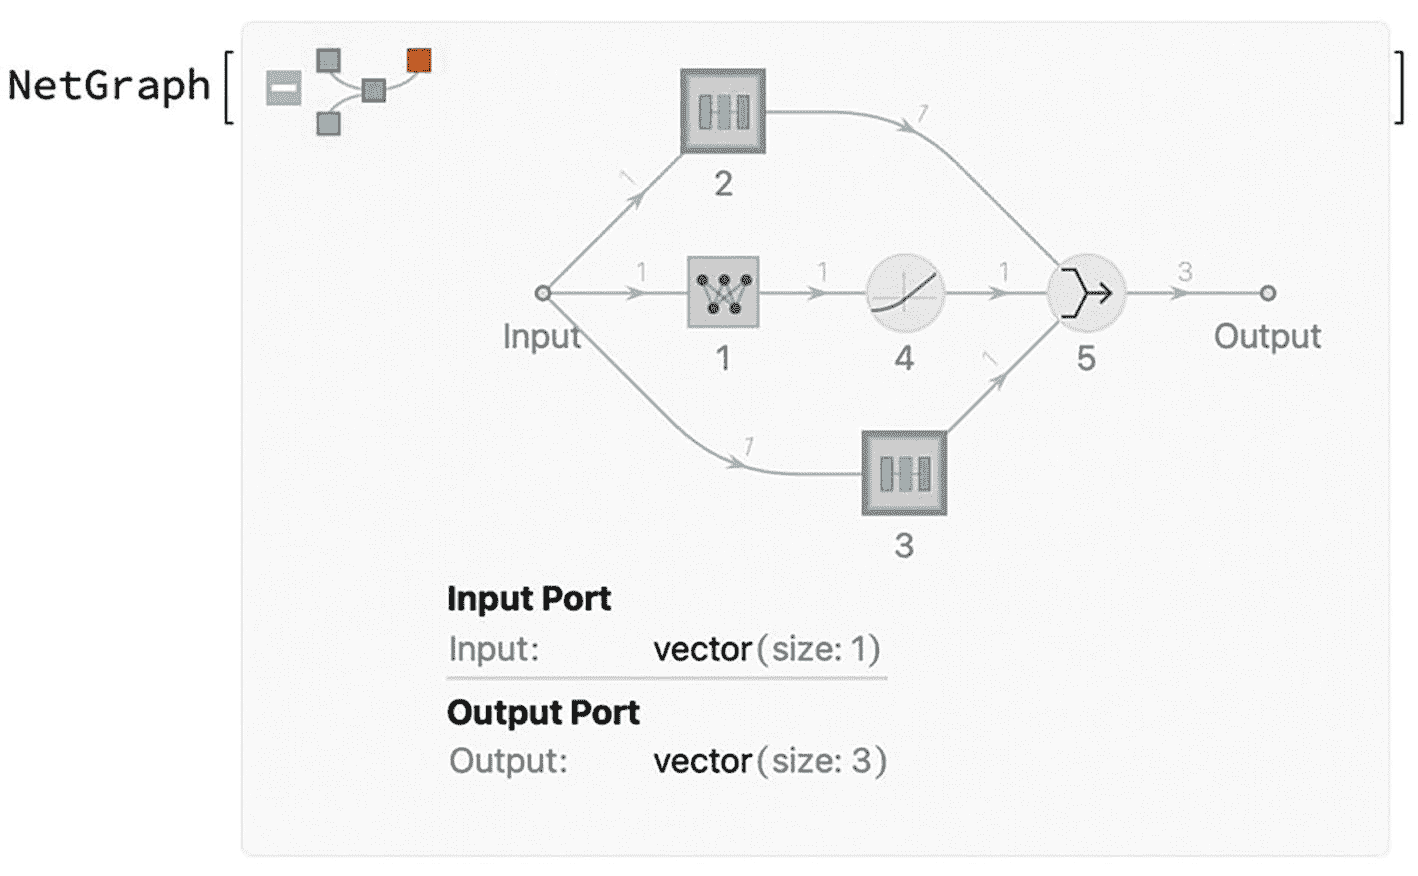 NetGraph[ ]
7
2
1
Input
1
1
1
3
Output
1
4
5
1
7
3
Input Port
Input: vector(size: 1)
Output Port
Output: vector(size: 3)